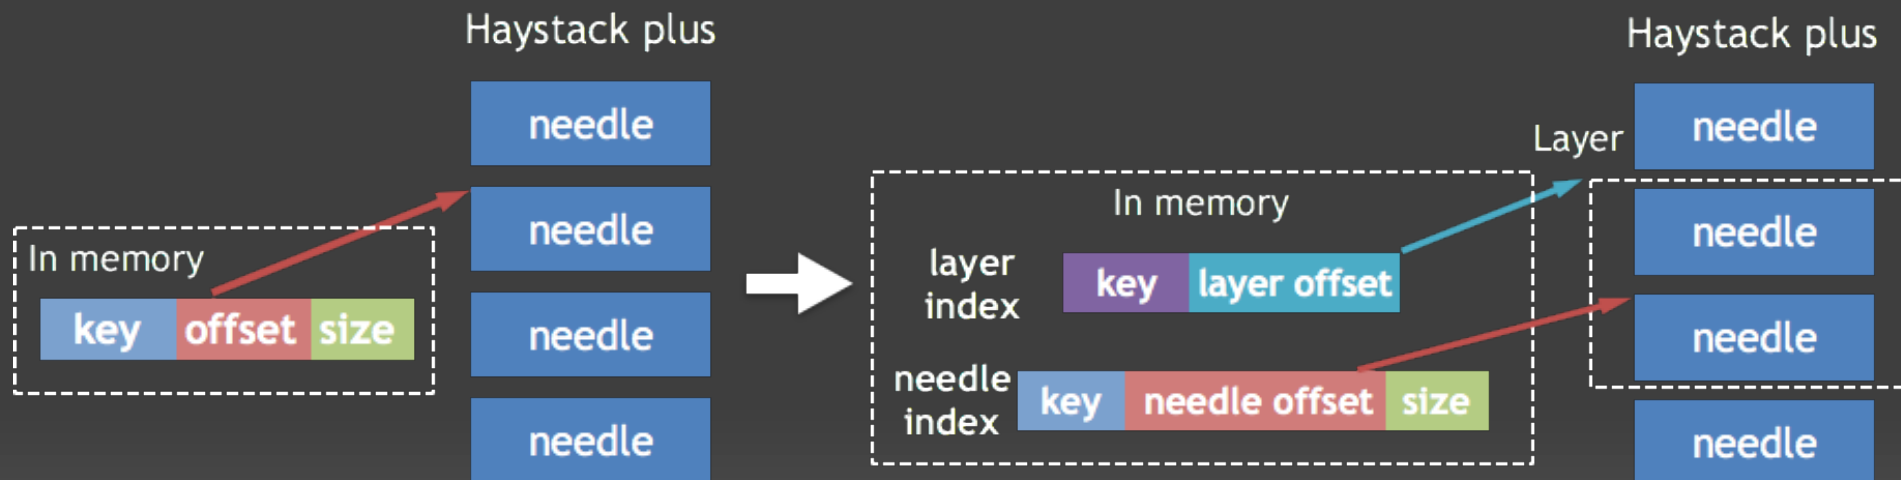 Haystack plus
needle
needle
needle
needle
In memory
key offset size
Haystack plus
Layer
needle
needle
needle
needle
In memory
layer
index
key layer offset
needle
index
key needle offset size